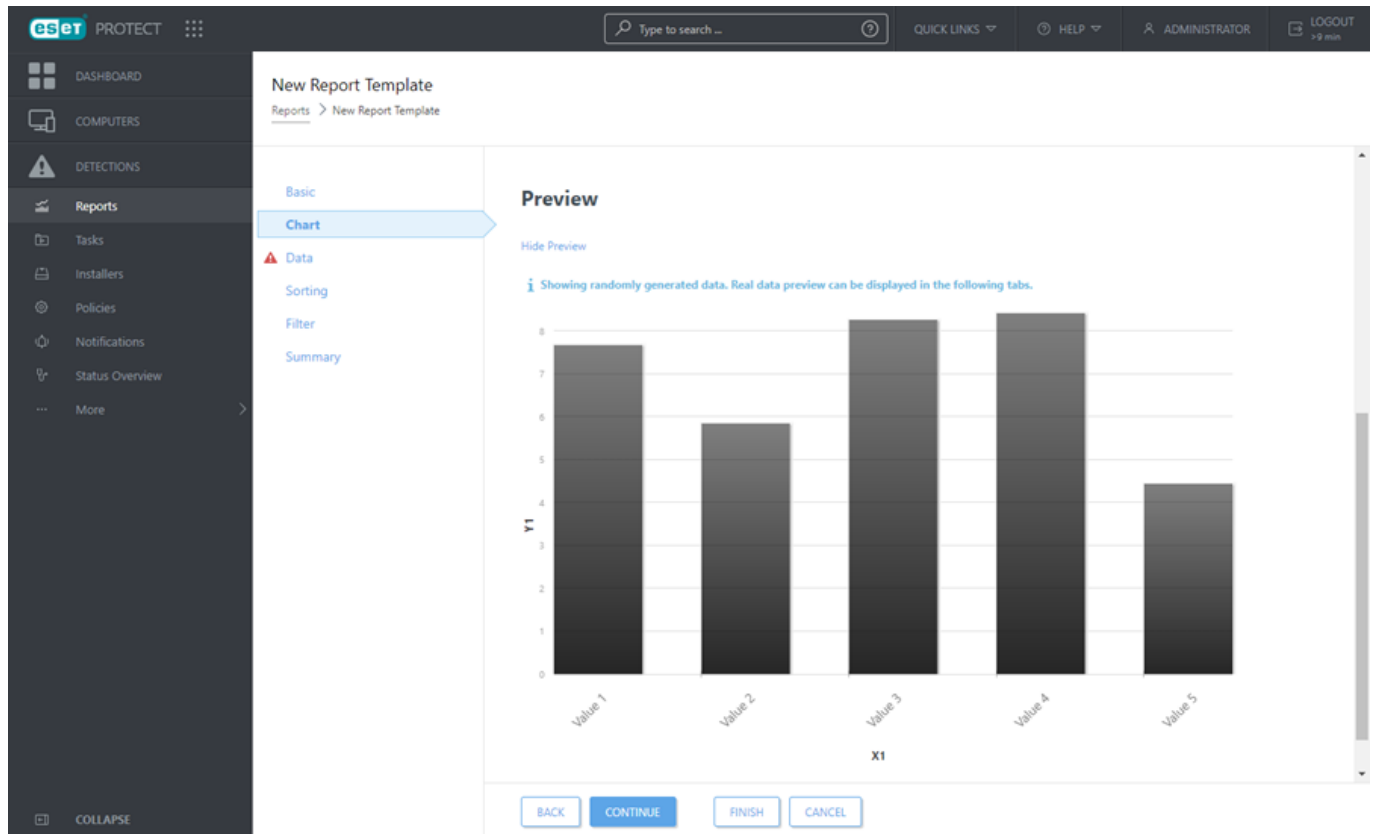 eset PROTECT
Type to search ...
QUICK LINKS
HELP
ADMINISTRATOR
LOGOUT
>9 min
DASHBOARD
COMPUTERS
DETECTIONS
Reports
Tasks
Installers
Policies
Notifications
Status Overview
More
COLLAPSE
New Report Template
Reports > New Report Template
Basic
Chart
Data
Sorting
Filter
Summary
Preview
Hide Preview
Showing randomly generated data. Real data preview can be displayed in the following tabs.
8
7
6
5
4
3
2
1
0
Y1
Value 1
Value 2
Value 3
Value 4
Value 5
X1
BACK
CONTINUE
FINISH
CANCEL